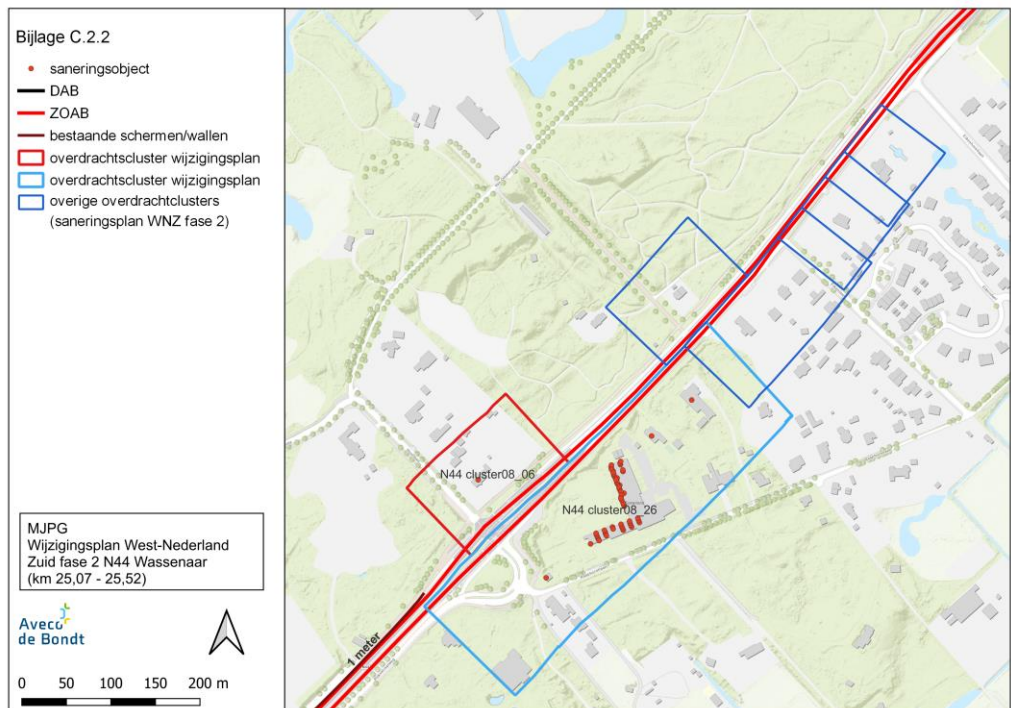 Bijlage C.2.2
saneringsobject
DAB
ZOAB
bestaande schermen/wallen
overdrachtscluster wijzigingsplan
overdrachtscluster wijzigingsplan
overige overdrachtclusters
(saneringsplan WNZ fase 2)
N44 cluster08_06
N44 cluster08_26
1 meter
MJPG
Wijzigingsplan West-Nederland
Zuid fase 2 N44 Wassenaar
(km 25,07 - 25,52)
Aveco
de Bondt
0 50 100 150 200 m